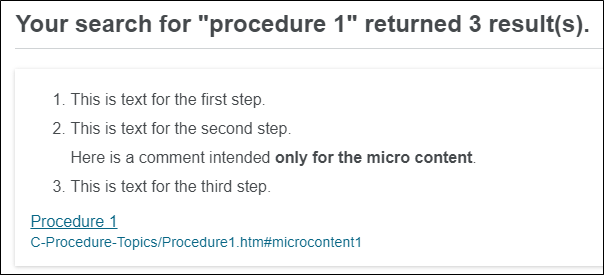 Your search for "procedure 1" returned 3 result(s).
1. This is text for the first step.
2. This is text for the second step.
Here is a comment intended only for the micro content.
3. This is text for the third step.
Procedure 1
C-Procedure-Topics/Procedure1.htm#microcontent1